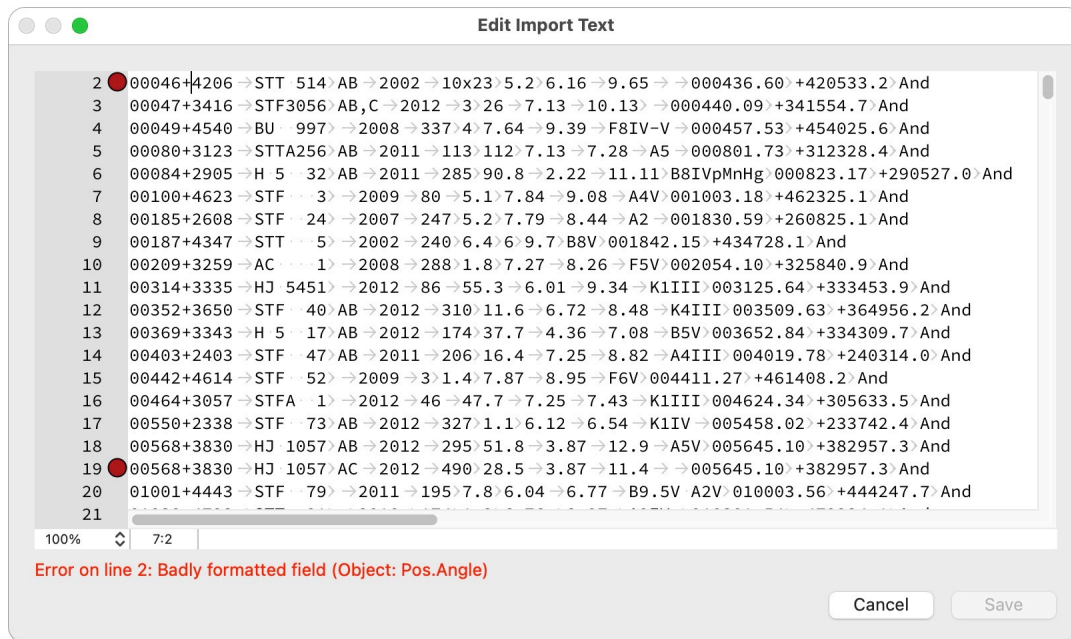 Edit Import Text
2 00046+4206→STT·514›AB→2002→10x23›5.2›6.16→9.65→→000436.60›+420533.2›And
3 00047+3416→STF3056›AB,C→2012→3›26→7.13→10.13›→000440.09›+341554.7›And
4 00049+4540→BU··997›→2008→337›4›7.64→9.39→F8IV-V→000457.53›+454025.6›And
5 00080+3123→STTA256›AB→2011→113›112›7.13→7.28→A5→000801.73›+312328.4›And
6 00084+2905→H·5··32›AB→2011→285›90.8→2.22→11.11›B8IVpMnHg›000823.17›+290527.0›And
7 00100+4623→STF···3›→2009→80→5.1›7.84→9.08→A4V›001003.18›+462325.1›And
8 00185+2608→STF··24›→2007→247›5.2›7.79→8.44→A2→001830.59›+260825.1›And
9 00187+4347→STT···5›→2002→240›6.4›6›9.7›B8V›001842.15›+434728.1›And
10 00209+3259→AC····1›→2008→288›1.8›7.27→8.26→F5V›002054.10›+325840.9›And
11 00314+3335→HJ·5451›→2012→86→55.3→6.01→9.34→K1III›003125.64›+333453.9›And
12 00352+3650→STF··40›AB→2012→310›11.6→6.72→8.48→K4III›003509.63›+364956.2›And
13 00369+3343→H·5··17›AB→2012→174›37.7→4.36→7.08→B5V›003652.84›+334309.7›And
14 00403+2403→STF··47›AB→2011→206›16.4→7.25→8.82→A4III›004019.78›+240314.0›And
15 00442+4614→STF··52›→2009→3›1.4›7.87→8.95→F6V›004411.27›+461408.2›And
16 00464+3057→STFA··1›→2012→46→47.7→7.25→7.43→K1III›004624.34›+305633.5›And
17 00550+2338→STF··73›AB→2012→327›1.1›6.12→6.54→K1IV→005458.02›+233742.4›And
18 00568+3830→HJ·1057›AB→2012→295›51.8→3.87→12.9→A5V›005645.10›+382957.3›And
19 00568+3830→HJ·1057›AC→2012→490›28.5→3.87→11.4→→005645.10›+382957.3›And
20 01001+4443→STF··79›→2011→195›7.8›6.04→6.77→B9.5V·A2V›010003.56›+444247.7›And
21
100% 7:2
Error on line 2: Badly formatted field (Object: Pos.Angle)
Cancel Save